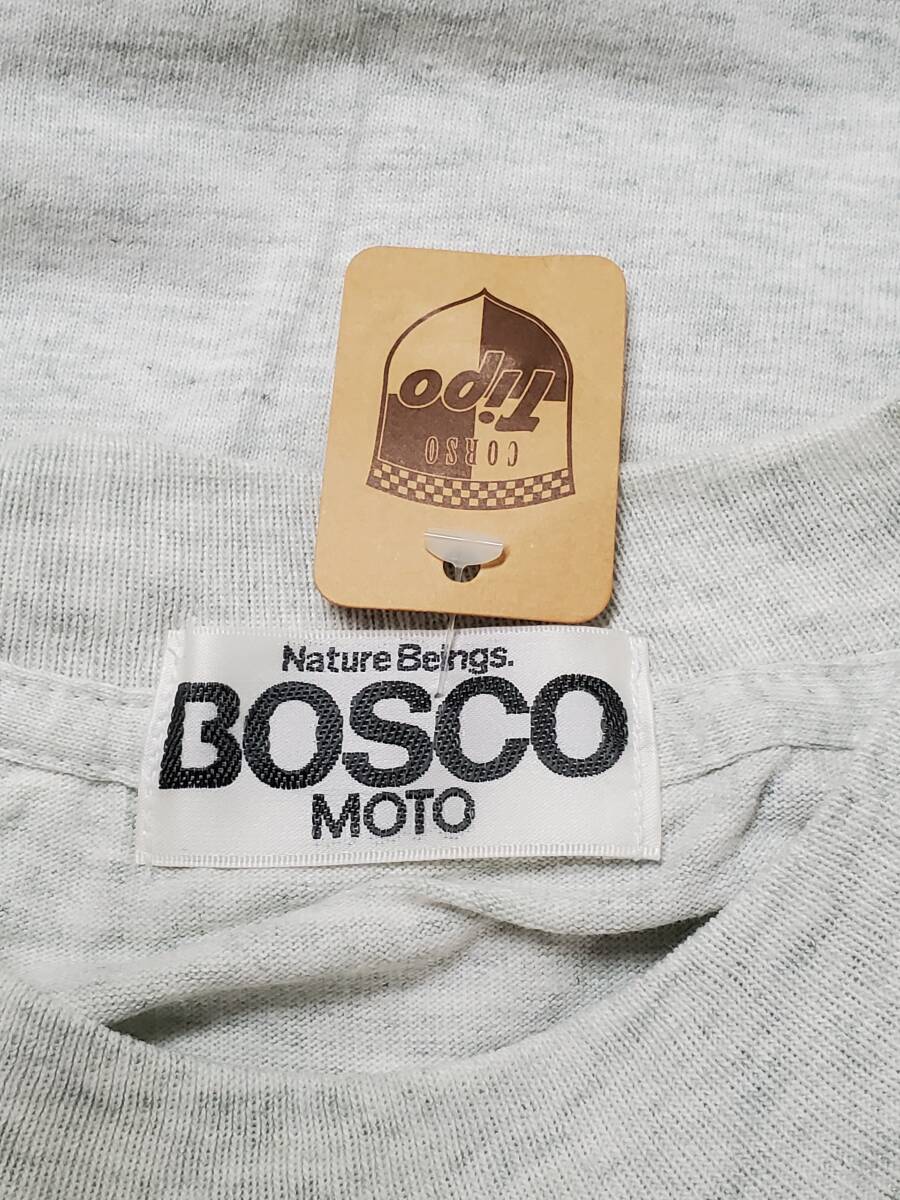 Tipo
CORSO
Nature Beings.
BOSCO
MOTO